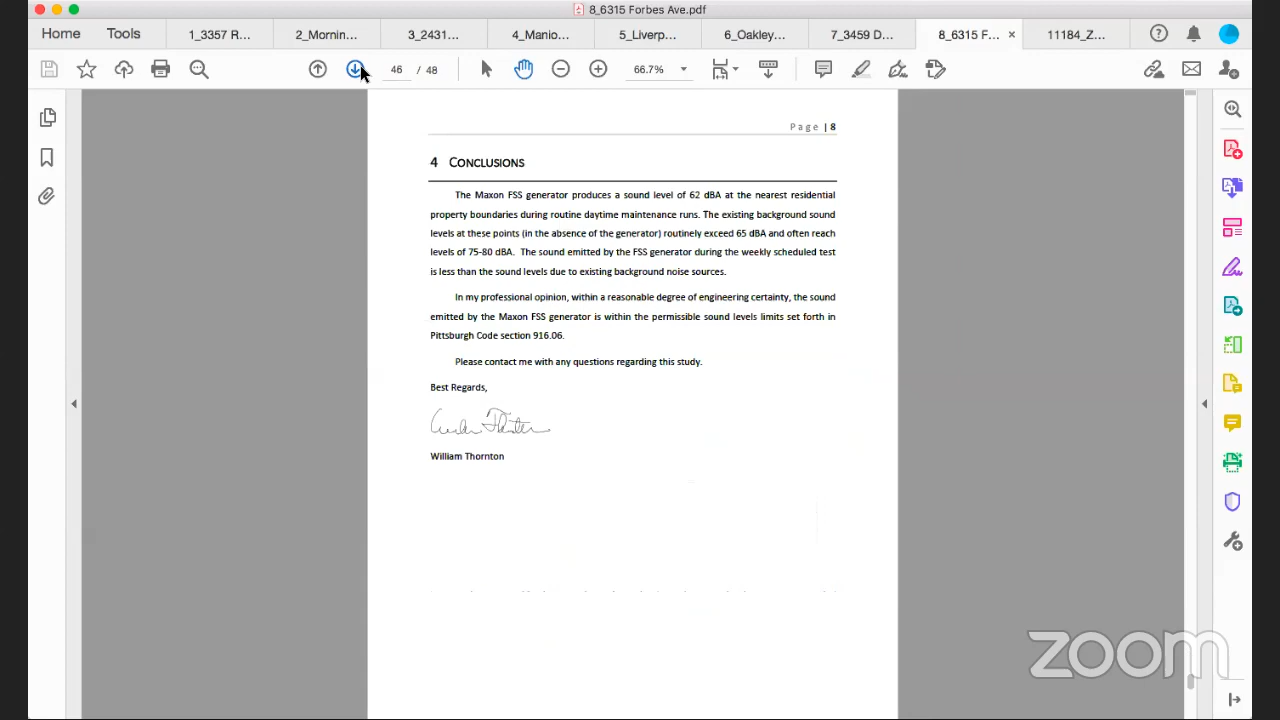 8_6315 Forbes Ave.pdf
Home Tools 1_3357 R... 2_Mornin... 3_2431... 4_Manio... 5_Liverp... 6_Oakley... 7_3459 D... 8_6315 F... × 11184_Z...
46 / 48 66.7%
Page | 8
4 CONCLUSIONS
The Maxon FSS generator produces a sound level of 62 dBA at the nearest residential
property boundaries during routine daytime maintenance runs. The existing background sound
levels at these points (in the absence of the generator) routinely exceed 65 dBA and often reach
levels of 75-80 dBA. The sound emitted by the FSS generator during the weekly scheduled test
is less than the sound levels due to existing background noise sources.
In my professional opinion, within a reasonable degree of engineering certainty, the sound
emitted by the Maxon FSS generator is within the permissible sound levels limits set forth in
Pittsburgh Code section 916.06.
Please contact me with any questions regarding this study.
Best Regards,
William Thornton
zoom